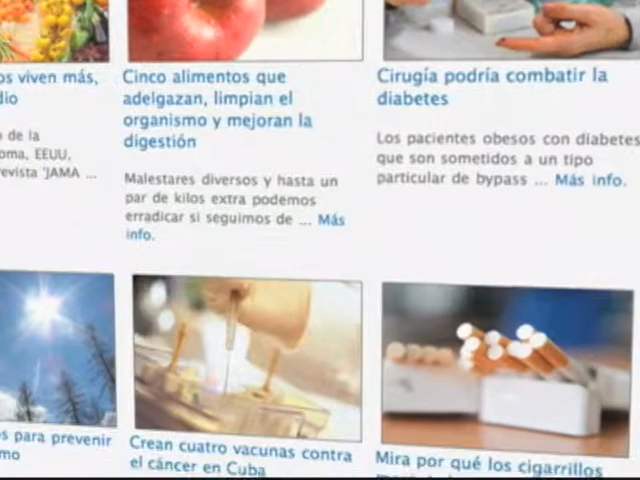 os viven más,
dio
o de la
oma, EEUU,
evista 'JAMA ...
Cinco alimentos que
adelgazan, limpian el
organismo y mejoran la
digestión
Malestares diversos y hasta un
par de kilos extra podemos
erradicar si seguimos de ... Más
info.
Cirugía podría combatir la
diabetes
Los pacientes obesos con diabetes
que son sometidos a un tipo
particular de bypass ... Más info.
s para prevenir
mo
Crean cuatro vacunas contra
el cáncer en Cuba
Mira por qué los cigarrillos